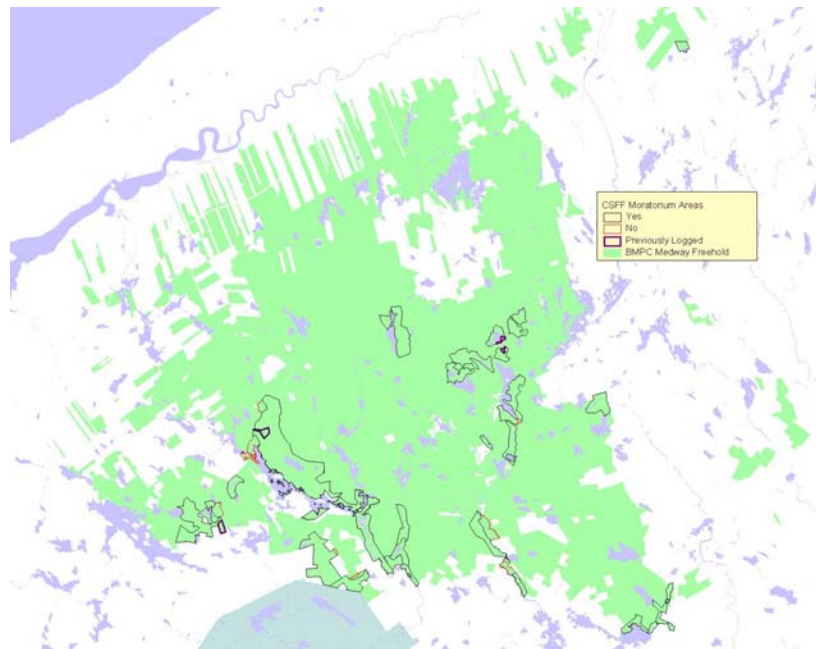 CSFF Moratorium Areas
Yes
No
Previously Logged
BMPC Medway Freehold